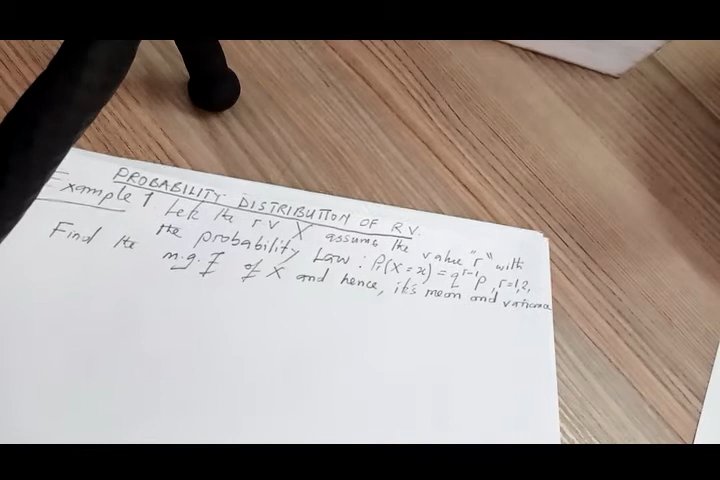 PROBABILITY DISTRIBUTION OF R.V.
Example 1 Let the r.v X assumes the value "r" with
the probability Law: Pr(X=x) = q^{r-1} p, r=1,2,
Find the m.g.f of X and hence, it's mean and variance